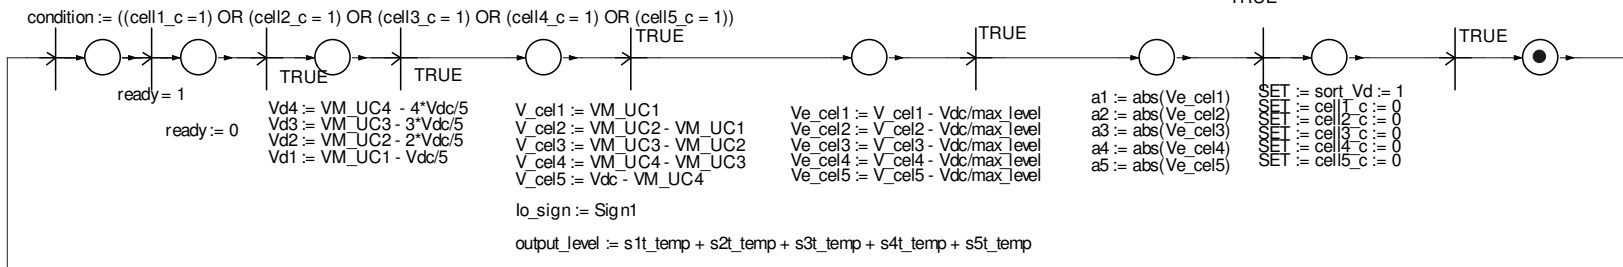 TRUE
condition := ((cell1_c =1) OR (cell2_c = 1) OR (cell3_c = 1) OR (cell4_c = 1) OR (cell5_c = 1))
TRUE
TRUE
TRUE
TRUE
TRUE
ready = 1
ready := 0
Vd4 := VM_UC4 - 4*Vdc/5
Vd3 := VM_UC3 - 3*Vdc/5
Vd2 := VM_UC2 - 2*Vdc/5
Vd1 := VM_UC1 - Vdc/5
V_cel1 := VM_UC1
V_cel2 := VM_UC2 - VM_UC1
V_cel3 := VM_UC3 - VM_UC2
V_cel4 := VM_UC4 - VM_UC3
V_cel5 := Vdc - VM_UC4
Io_sign := Sign1
output_level := s1t_temp + s2t_temp + s3t_temp + s4t_temp + s5t_temp
Ve_cel1 := V_cel1 - Vdc/max_level
Ve_cel2 := V_cel2 - Vdc/max_level
Ve_cel3 := V_cel3 - Vdc/max_level
Ve_cel4 := V_cel4 - Vdc/max_level
Ve_cel5 := V_cel5 - Vdc/max_level
a1 := abs(Ve_cel1)
a2 := abs(Ve_cel2)
a3 := abs(Ve_cel3)
a4 := abs(Ve_cel4)
a5 := abs(Ve_cel5)
SET := sort_Vd := 1
SET := cell1_c := 0
SET := cell2_c := 0
SET := cell3_c := 0
SET := cell4_c := 0
SET := cell5_c := 0